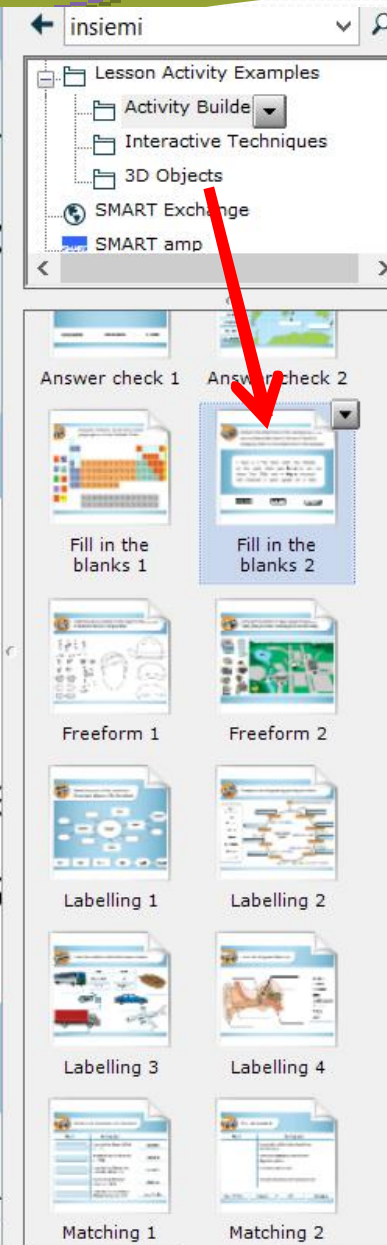 insiemi
Lesson Activity Examples
Activity Builde
Interactive Techniques
3D Objects
SMART Exchange
SMART amp
Answer check 1 Answer check 2
Fill in the Fill in the
blanks 1 blanks 2
Freeform 1 Freeform 2
Labelling 1 Labelling 2
Labelling 3 Labelling 4
Matching 1 Matching 2